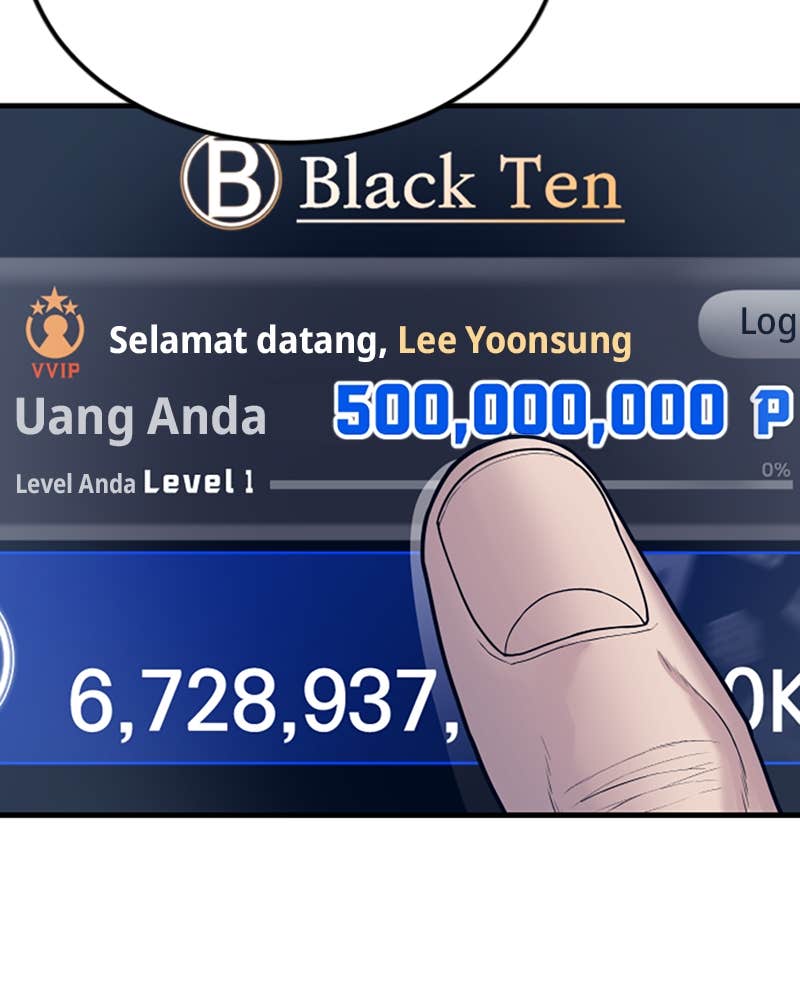 B Black Ten
VVIP
Selamat datang, Lee Yoonsung
Log
Uang Anda 500,000,000 P
Level Anda Level 1
0%
6,728,937,
0K